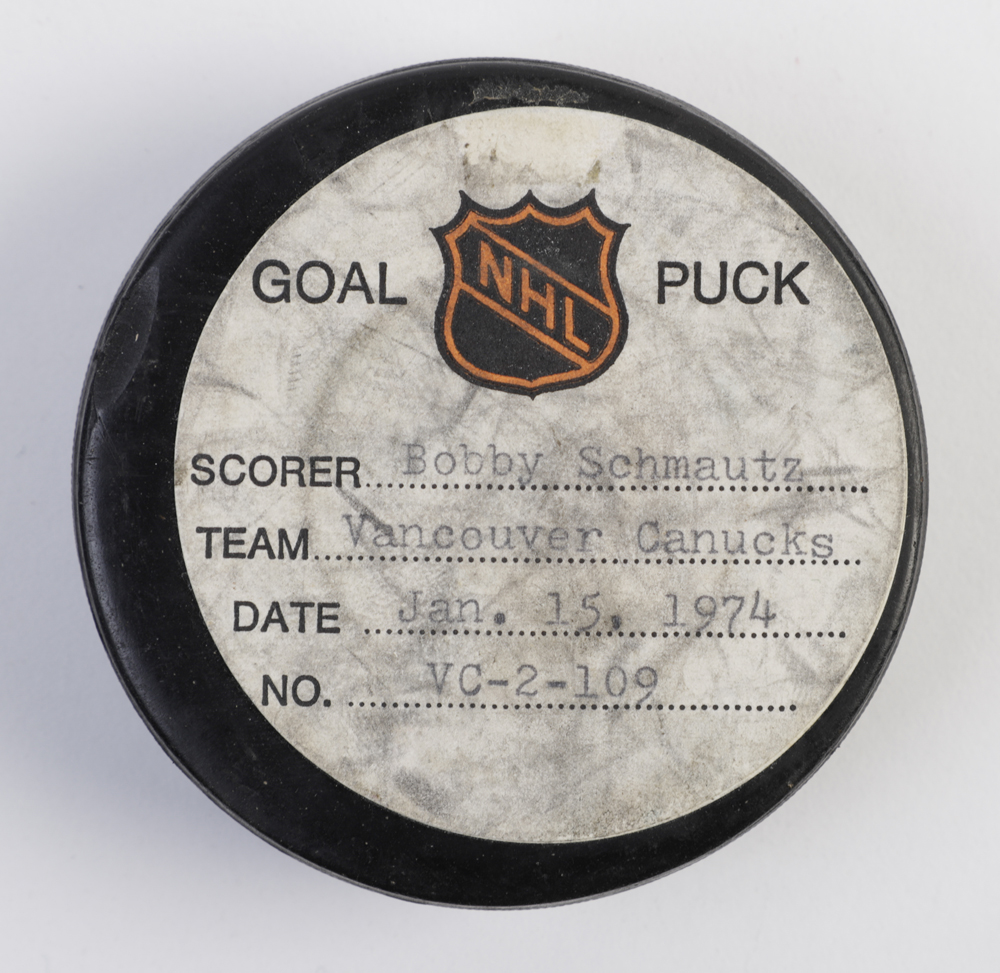 GOAL NHL PUCK
SCORER Bobby Schmautz
TEAM Vancouver Canucks
DATE Jan. 15, 1974
NO. VC-2-109